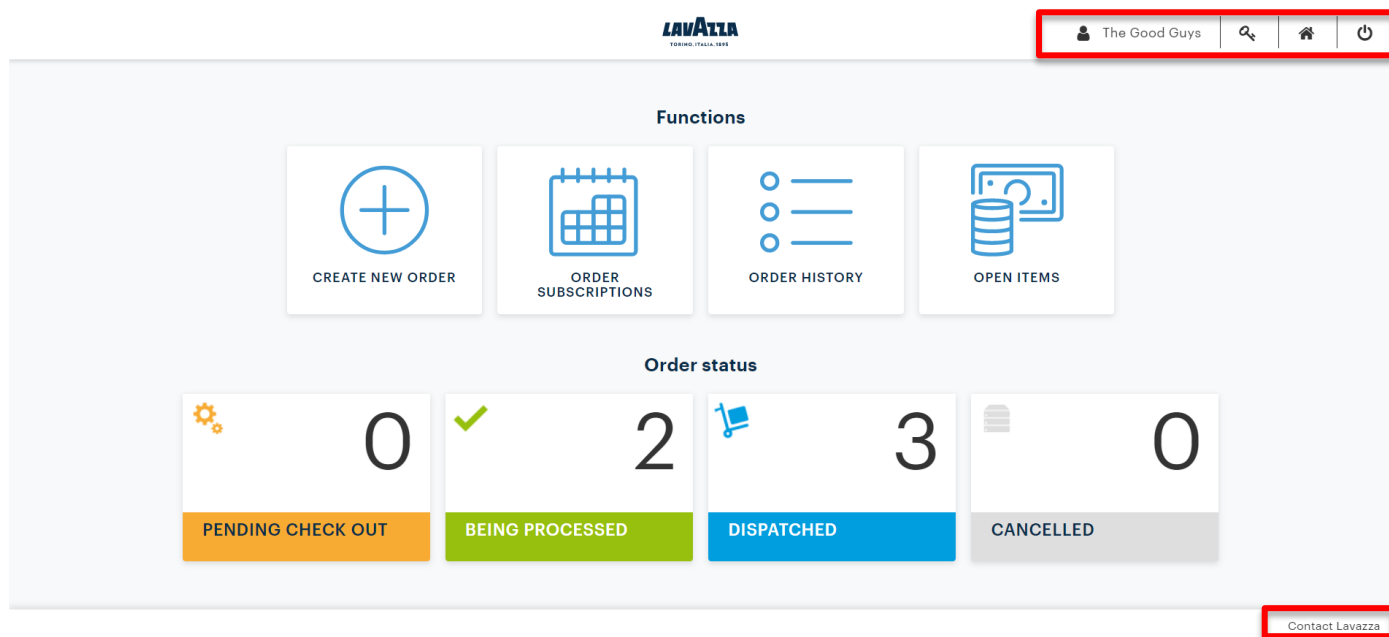 LAVAZZA
TORINO, ITALIA, 1895
The Good Guys
Functions
CREATE NEW ORDER
ORDER
SUBSCRIPTIONS
ORDER HISTORY
OPEN ITEMS
Order status
0
2
3
0
PENDING CHECK OUT
BEING PROCESSED
DISPATCHED
CANCELLED
Contact Lavazza